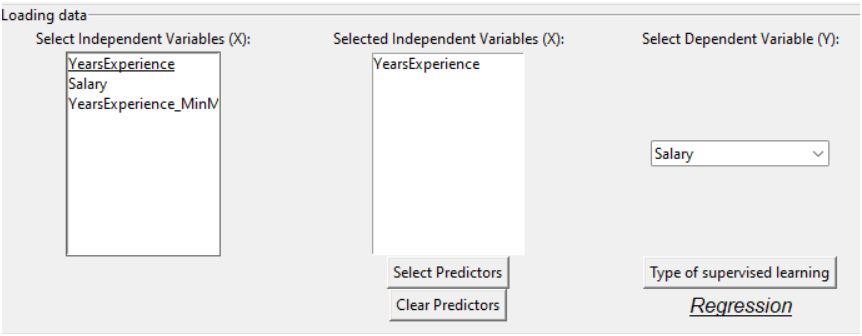 Loading data
Select Independent Variables (X):
Selected Independent Variables (X):
Select Dependent Variable (Y):
YearsExperience
Salary
YearsExperience_MinM
YearsExperience
Salary
Select Predictors
Clear Predictors
Type of supervised learning
Regression